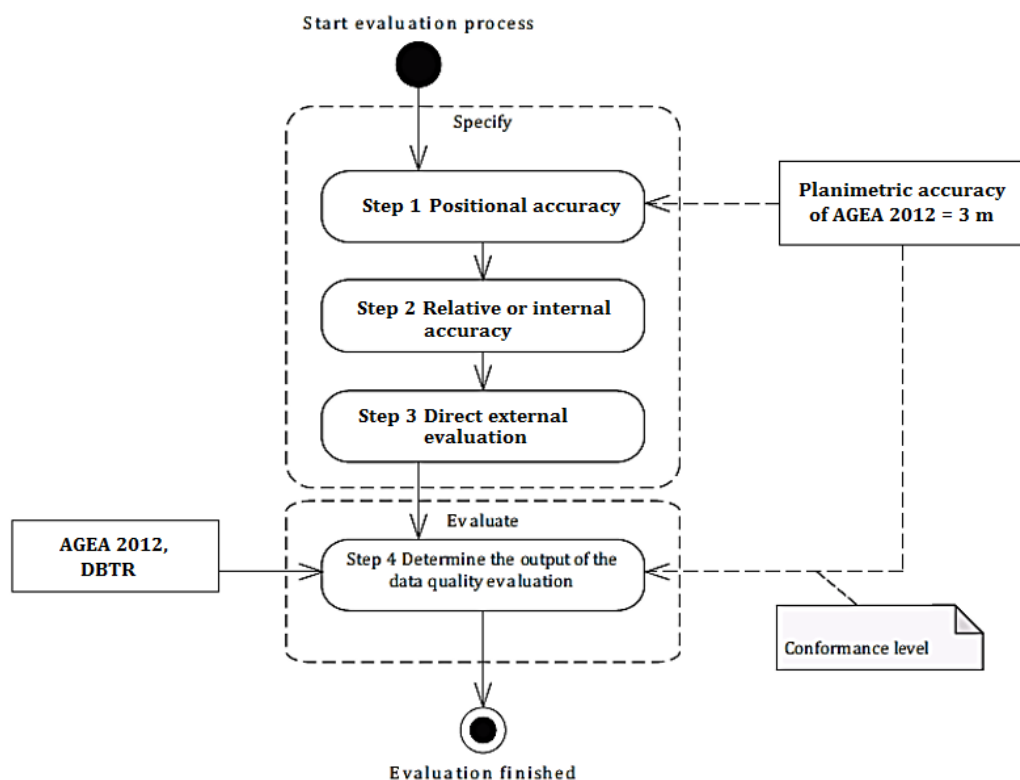 Start evaluation process
Specify
Step 1 Positional accuracy
Planimetric accuracy
of AGEA 2012 = 3 m
Step 2 Relative or internal
accuracy
Step 3 Direct external
evaluation
Evaluate
AGEA 2012,
DBTR
Step 4 Determine the output of the
data quality evaluation
Conformance level
Evaluation finished